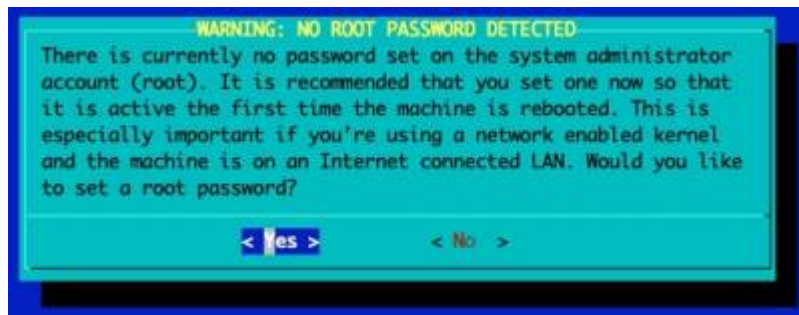 WARNING: NO ROOT PASSWORD DETECTED
There is currently no password set on the system administrator
account (root). It is recommended that you set one now so that
it is active the first time the machine is rebooted. This is
especially important if you're using a network enabled kernel
and the machine is on an Internet connected LAN. Would you like
to set a root password?
< Yes > < No >